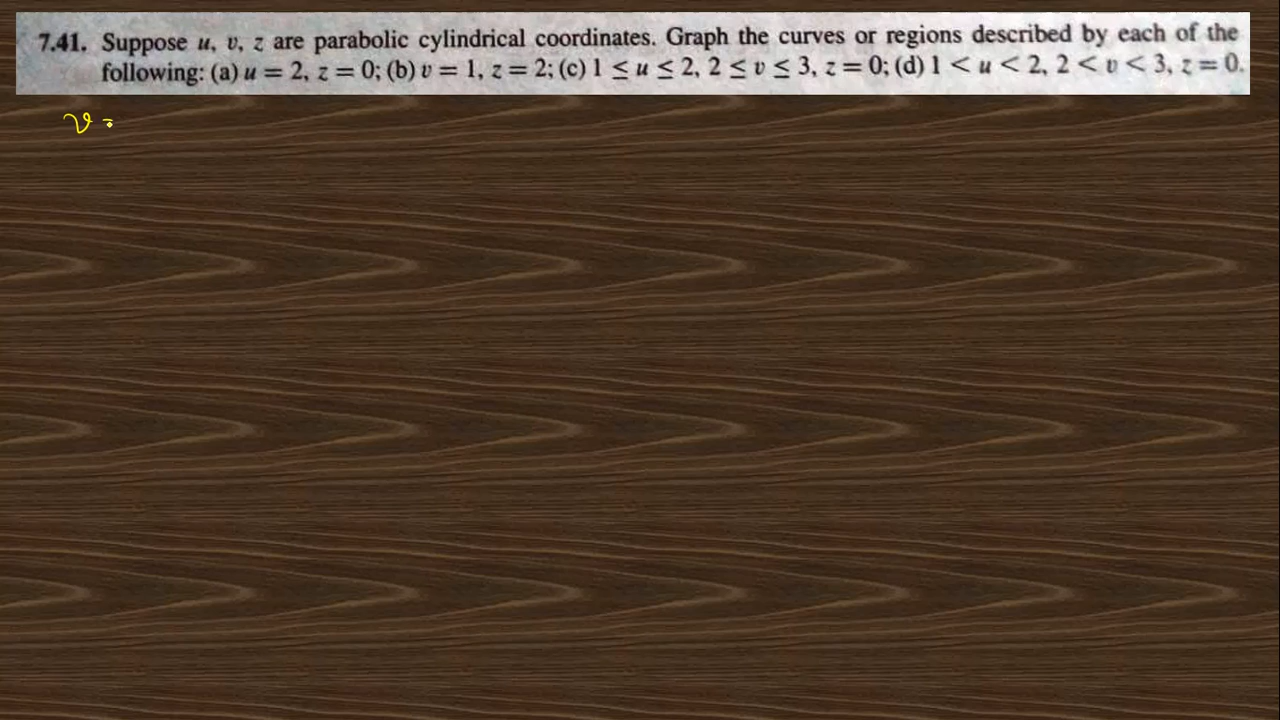 7.41. Suppose u, v, z are parabolic cylindrical coordinates. Graph the curves or regions described by each of the
following: (a) u = 2, z = 0; (b) v = 1, z = 2; (c) 1 ≤ u ≤ 2, 2 ≤ v ≤ 3, z = 0; (d) 1 < u < 2, 2 < v < 3, z = 0.
v =